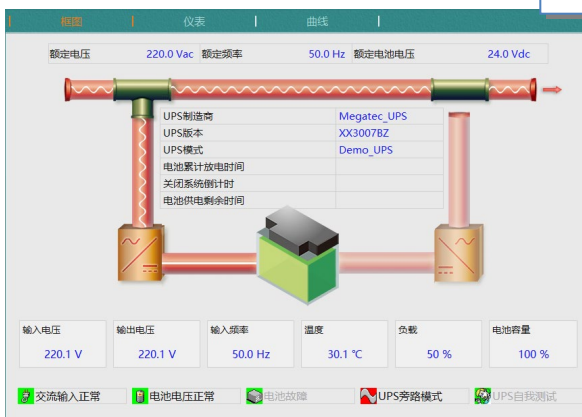 框图 仪表 曲线
额定电压 220.0 Vac 额定频率 50.0 Hz 额定电池电压 24.0 Vdc
UPS制造商 Megatec_UPS
UPS版本 XX3007BZ
UPS模式 Demo_UPS
电池累计放电时间
关闭系统倒计时
电池供电剩余时间
输入电压 输出电压 输入频率 温度 负载 电池容量
220.1 V 220.1 V 50.0 Hz 30.1 ℃ 50 % 100 %
交流输入正常 电池电压正常 电池故障 UPS旁路模式 UPS自我测试